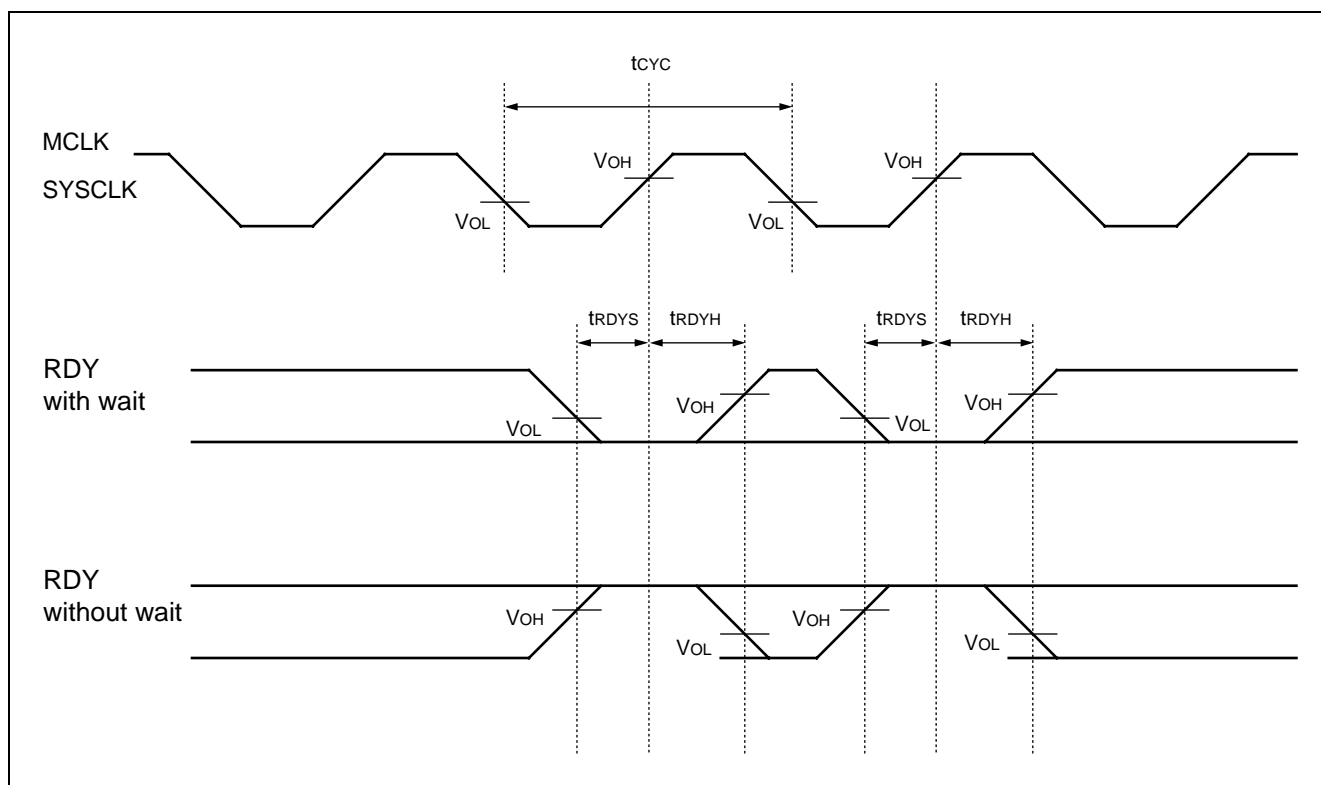 tCYC
MCLK
SYSCLK
VOH
VOH
VOL
VOL
tRDYS
tRDYH
tRDYS
tRDYH
RDY
with wait
VOL
VOH
VOL
VOH
RDY
without wait
VOH
VOL
VOH
VOL